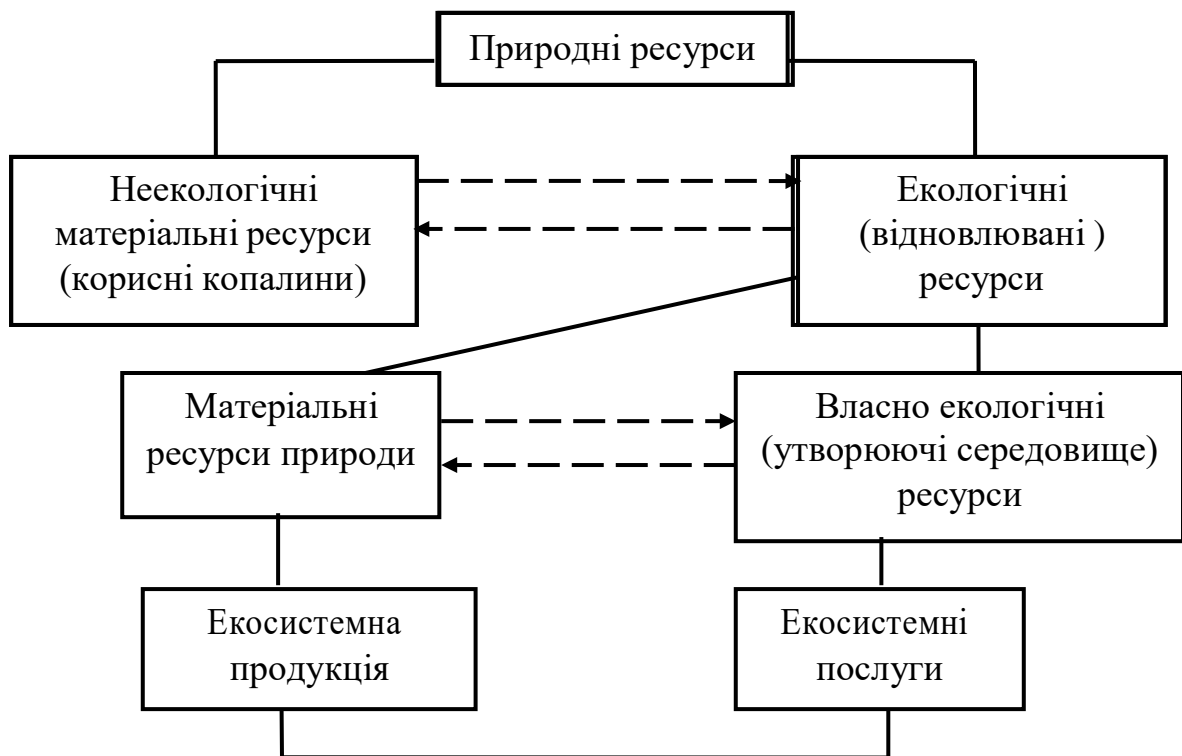 Природні ресурси
Неекологічні
матеріальні ресурси
(корисні копалини)
Екологічні
(відновлювані )
ресурси
Матеріальні
ресурси природи
Власно екологічні
(утворюючі середовище)
ресурси
Екосистемна
продукція
Екосистемні
послуги